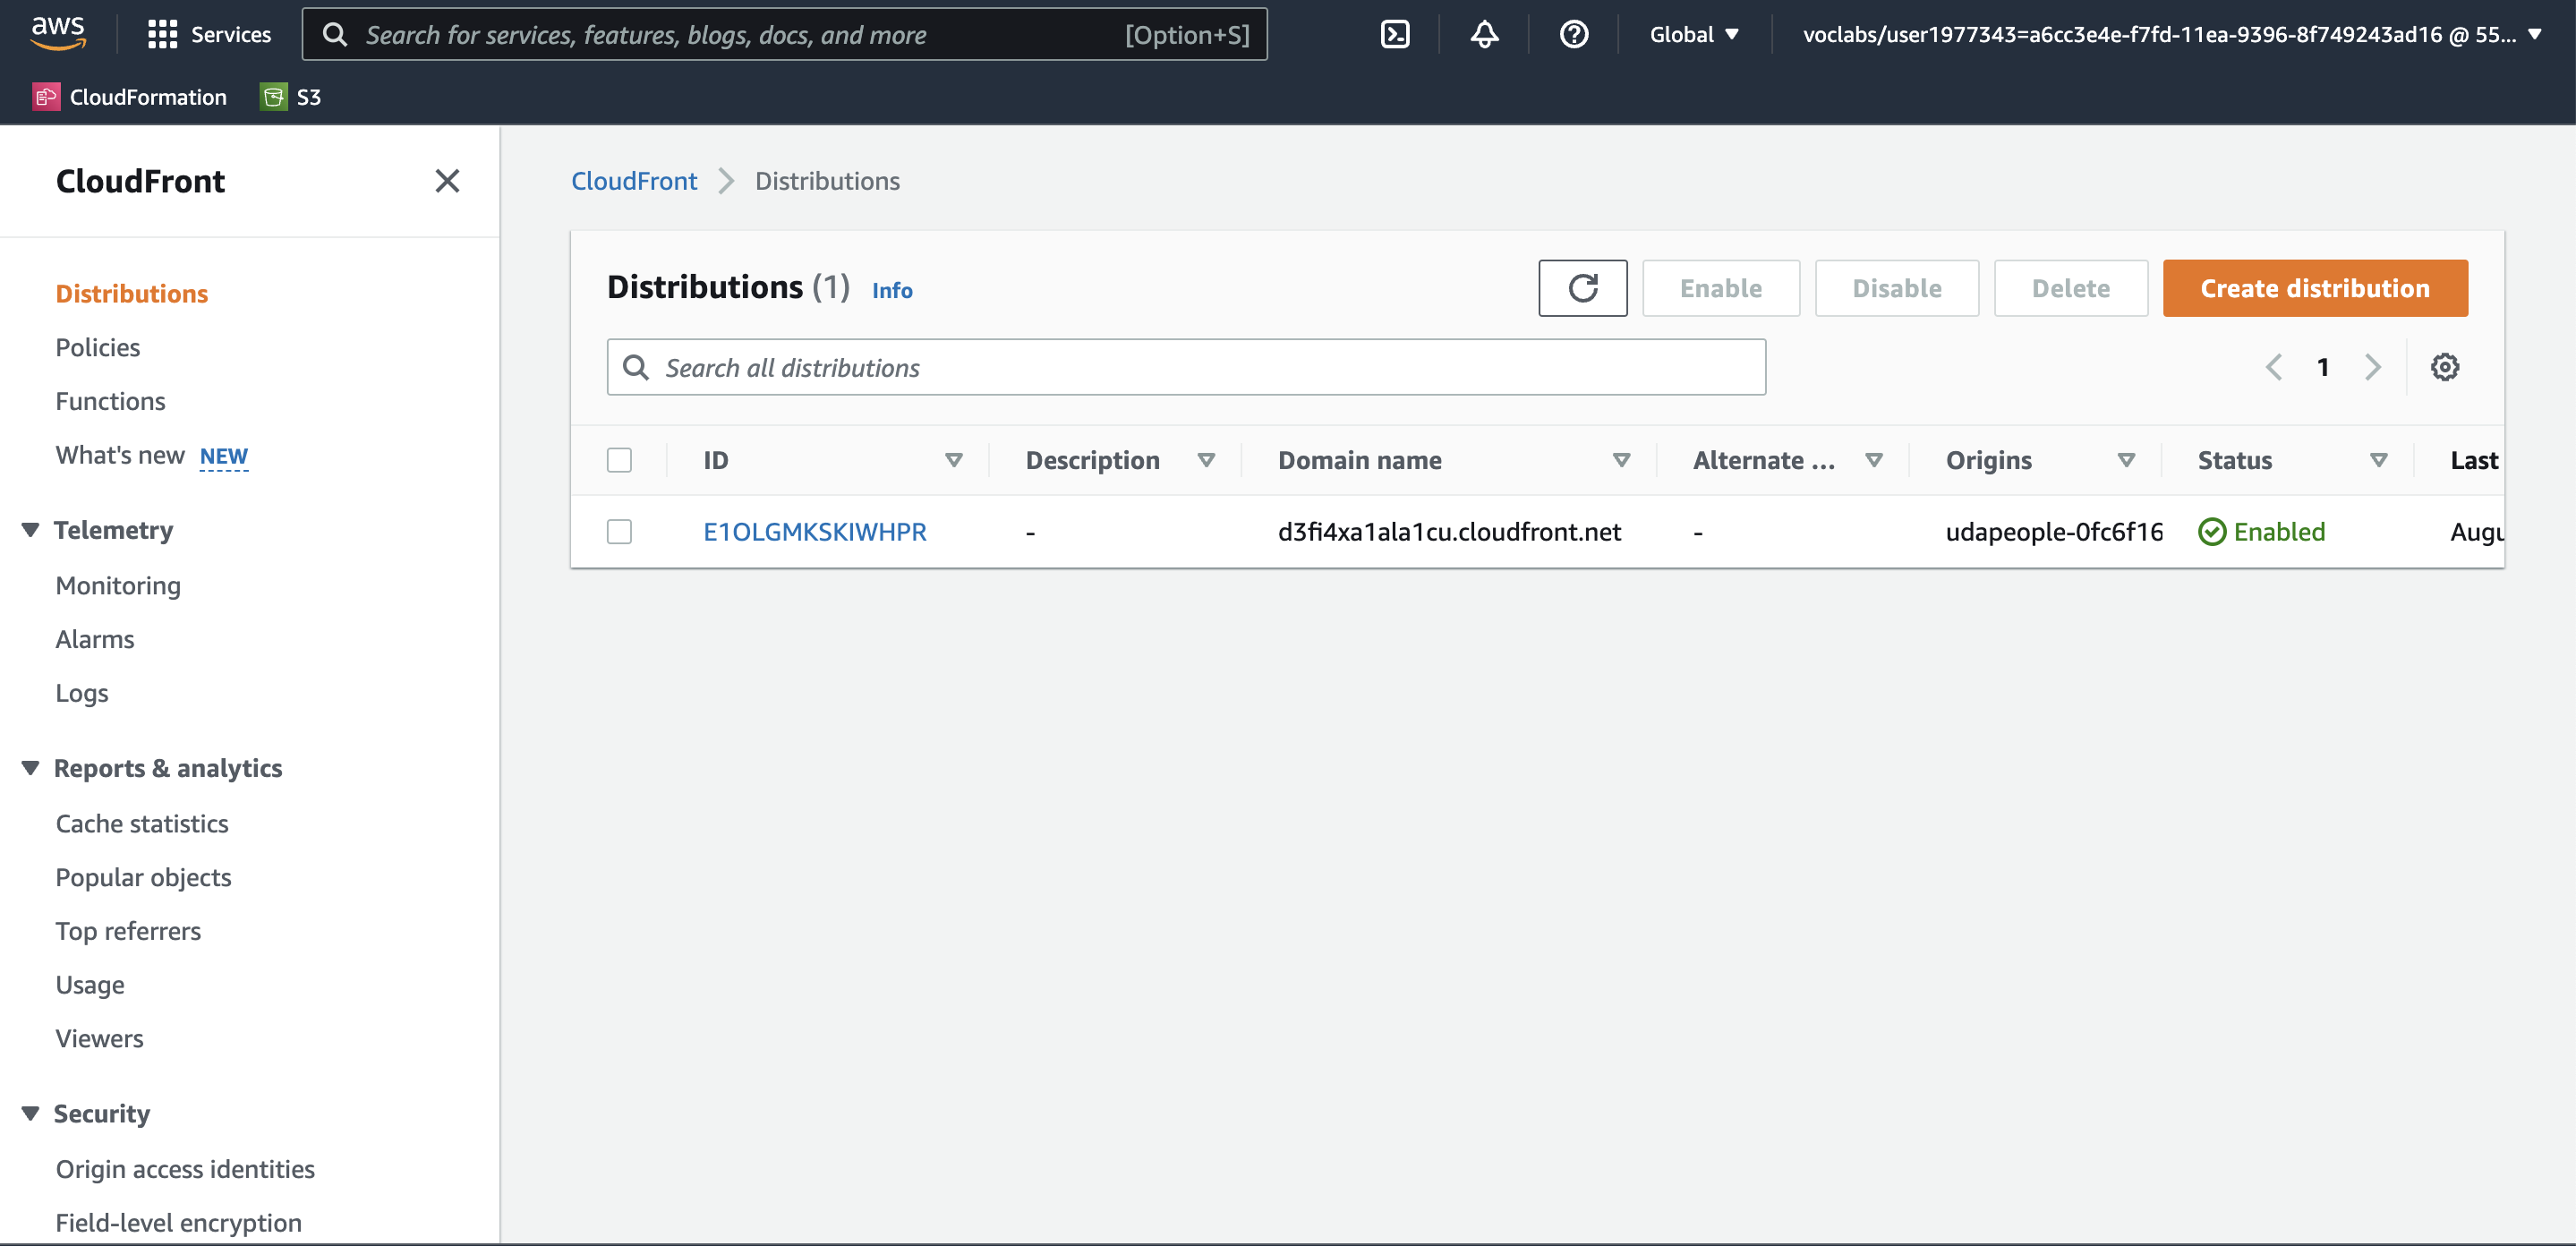 aws
Services
Search for services, features, blogs, docs, and more [Option+S]
Global
voclabs/user1977343=a6cc3e4e-f7fd-11ea-9396-8f749243ad16 @ 55...
CloudFormation
S3
CloudFront
Distributions
Policies
Functions
What's new NEW
Telemetry
Monitoring
Alarms
Logs
Reports & analytics
Cache statistics
Popular objects
Top referrers
Usage
Viewers
Security
Origin access identities
Field-level encryption
CloudFront Distributions
Distributions (1) Info
Enable
Disable
Delete
Create distribution
Search all distributions
1
ID Description Domain name Alternate ... Origins Status Last
E1OLGMKSKIWHPR - d3fi4xa1ala1cu.cloudfront.net - udapeople-0fc6f16 Enabled Augu